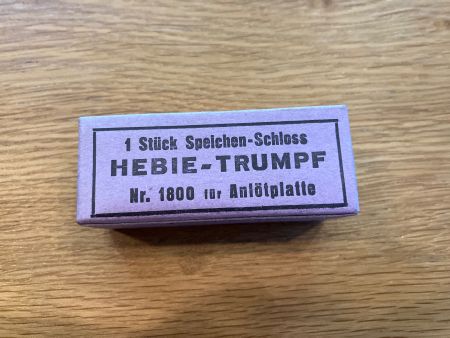 1 Stück Speichen-Schloss
HEBIE-TRUMPF
Nr. 1800 für Anlötplatte